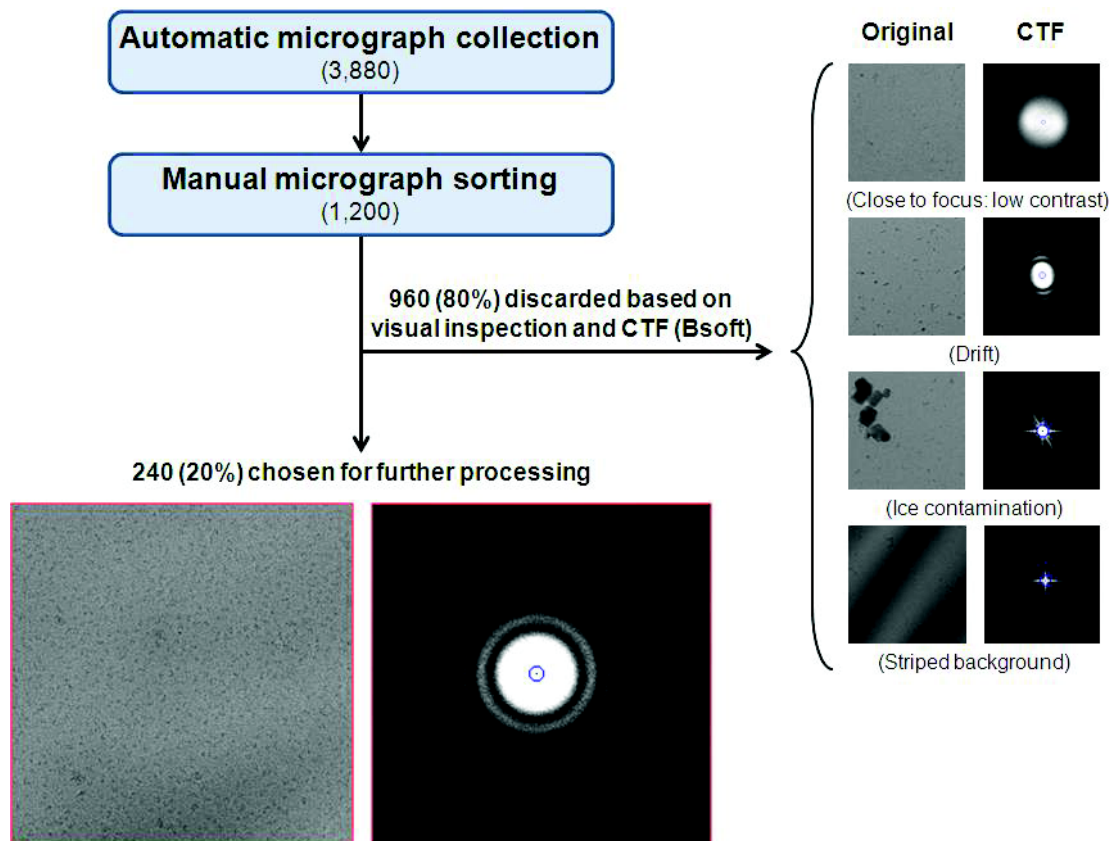 Automatic micrograph collection
(3,880)
Manual micrograph sorting
(1,200)
960 (80%) discarded based on
visual inspection and CTF (Bsoft)
240 (20%) chosen for further processing
Original CTF
(Close to focus: low contrast)
(Drift)
(Ice contamination)
(Striped background)